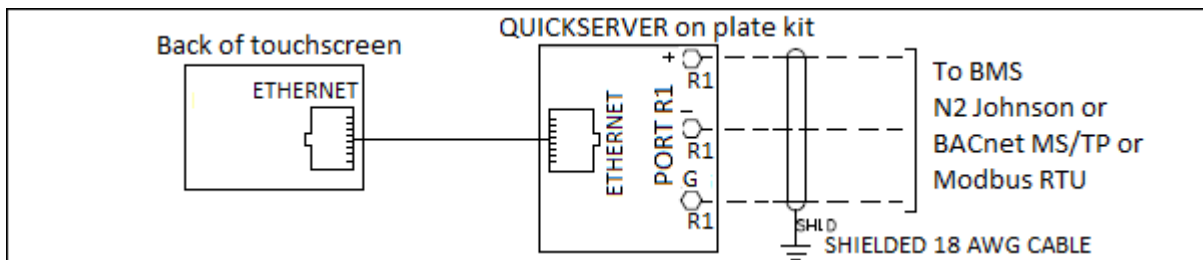 QUICKSERVER on plate kit
Back of touchscreen
ETHERNET
ETHERNET
PORT R1
+
R1
-
R1
G
R1
To BMS
N2 Johnson or
BACnet MS/TP or
Modbus RTU
SHLD
SHIELDED 18 AWG CABLE